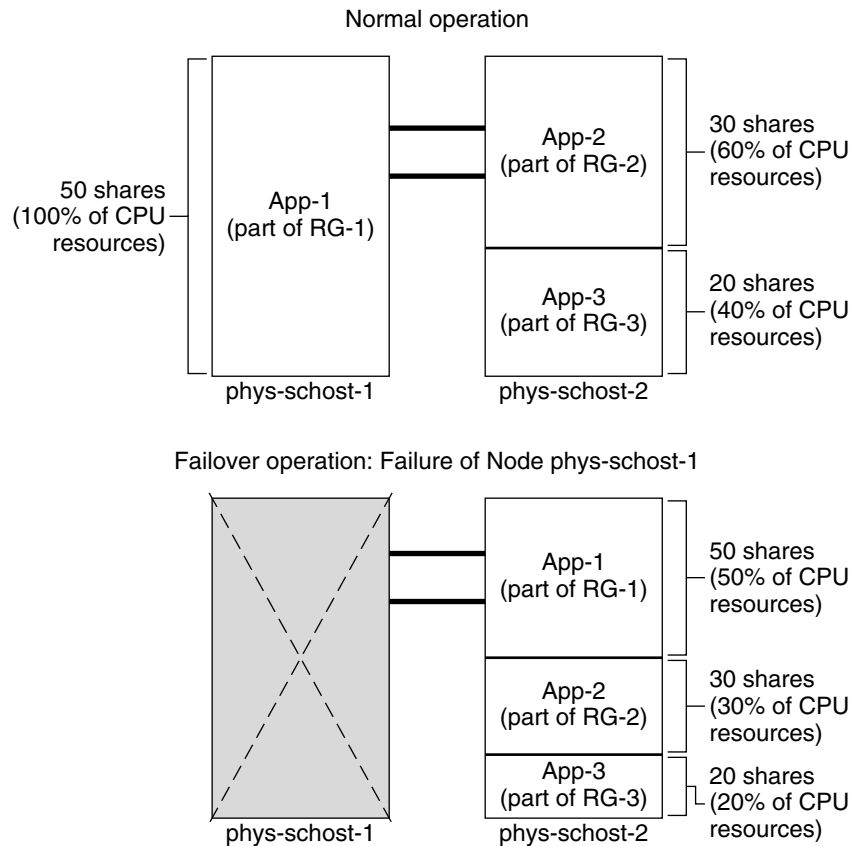 Normal operation
50 shares
(100% of CPU
resources)
App-1
(part of RG-1)
phys-schost-1
App-2
(part of RG-2)
30 shares
(60% of CPU
resources)
App-3
(part of RG-3)
20 shares
(40% of CPU
resources)
phys-schost-2
Failover operation: Failure of Node phys-schost-1
phys-schost-1
App-1
(part of RG-1)
50 shares
(50% of CPU
resources)
App-2
(part of RG-2)
30 shares
(30% of CPU
resources)
App-3
(part of RG-3)
20 shares
(20% of CPU
resources)
phys-schost-2